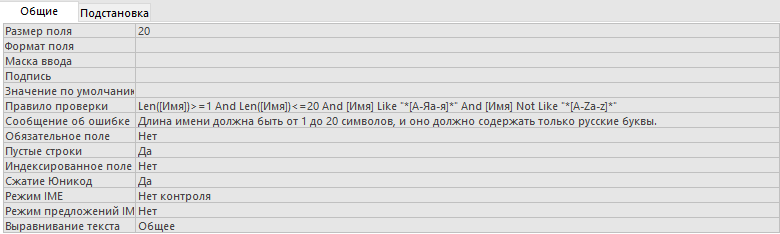 Общие Подстановка
Размер поля 20
Формат поля
Маска ввода
Подпись
Значение по умолчани
Правило проверки Len([Имя])>=1 And Len([Имя])<=20 And [Имя] Like "*[А-Яа-я]*" And [Имя] Not Like "*[A-Za-z]*"
Сообщение об ошибке Длина имени должна быть от 1 до 20 символов, и оно должно содержать только русские буквы.
Обязательное поле Нет
Пустые строки Да
Индексированное поле Нет
Сжатие Юникод Да
Режим IME Нет контроля
Режим предложений IM Нет
Выравнивание текста Общее